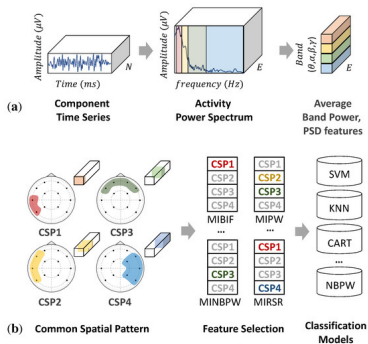 Amplitude (μV)
Time (ms)
N
Amplitude (μV)
frequency (Hz)
E
Band
(θ,α,β,γ)
E
(a)
Component
Time Series
Activity
Power Spectrum
Average
Band Power,
PSD features
CSP1
CSP3
CSP2
CSP4
CSP1
CSP2
CSP3
CSP4
MIBIF
...
CSP1
CSP2
CSP3
CSP4
MIPW
...
CSP1
CSP2
CSP3
CSP4
MINBPW
CSP1
CSP2
CSP3
CSP4
MIRSR
SVM
KNN
CART
...
NBPW
(b)
Common Spatial Pattern
Feature Selection
Classification
Models